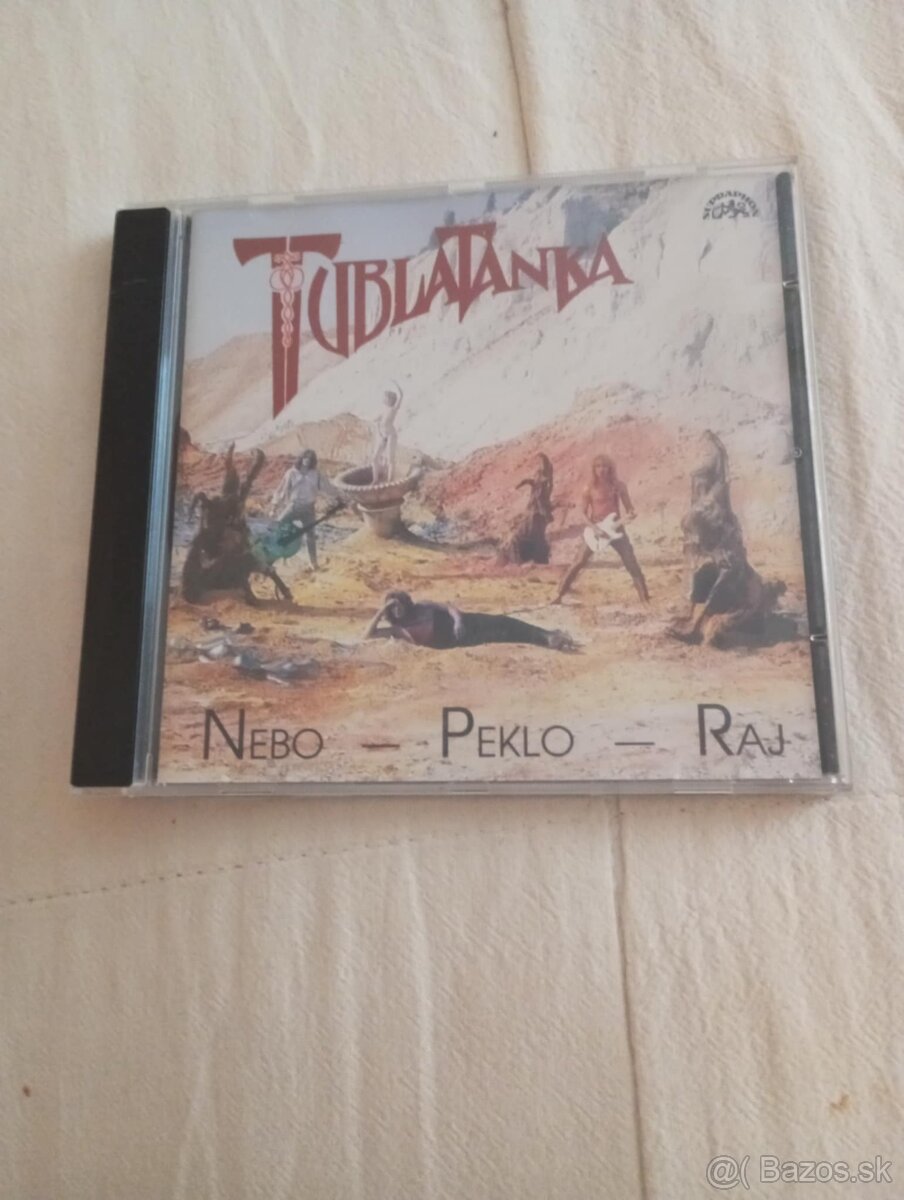 SUPRAPHON
TUBLATANKA
NEBO – PEKLO – RAJ
@( Bazos.sk